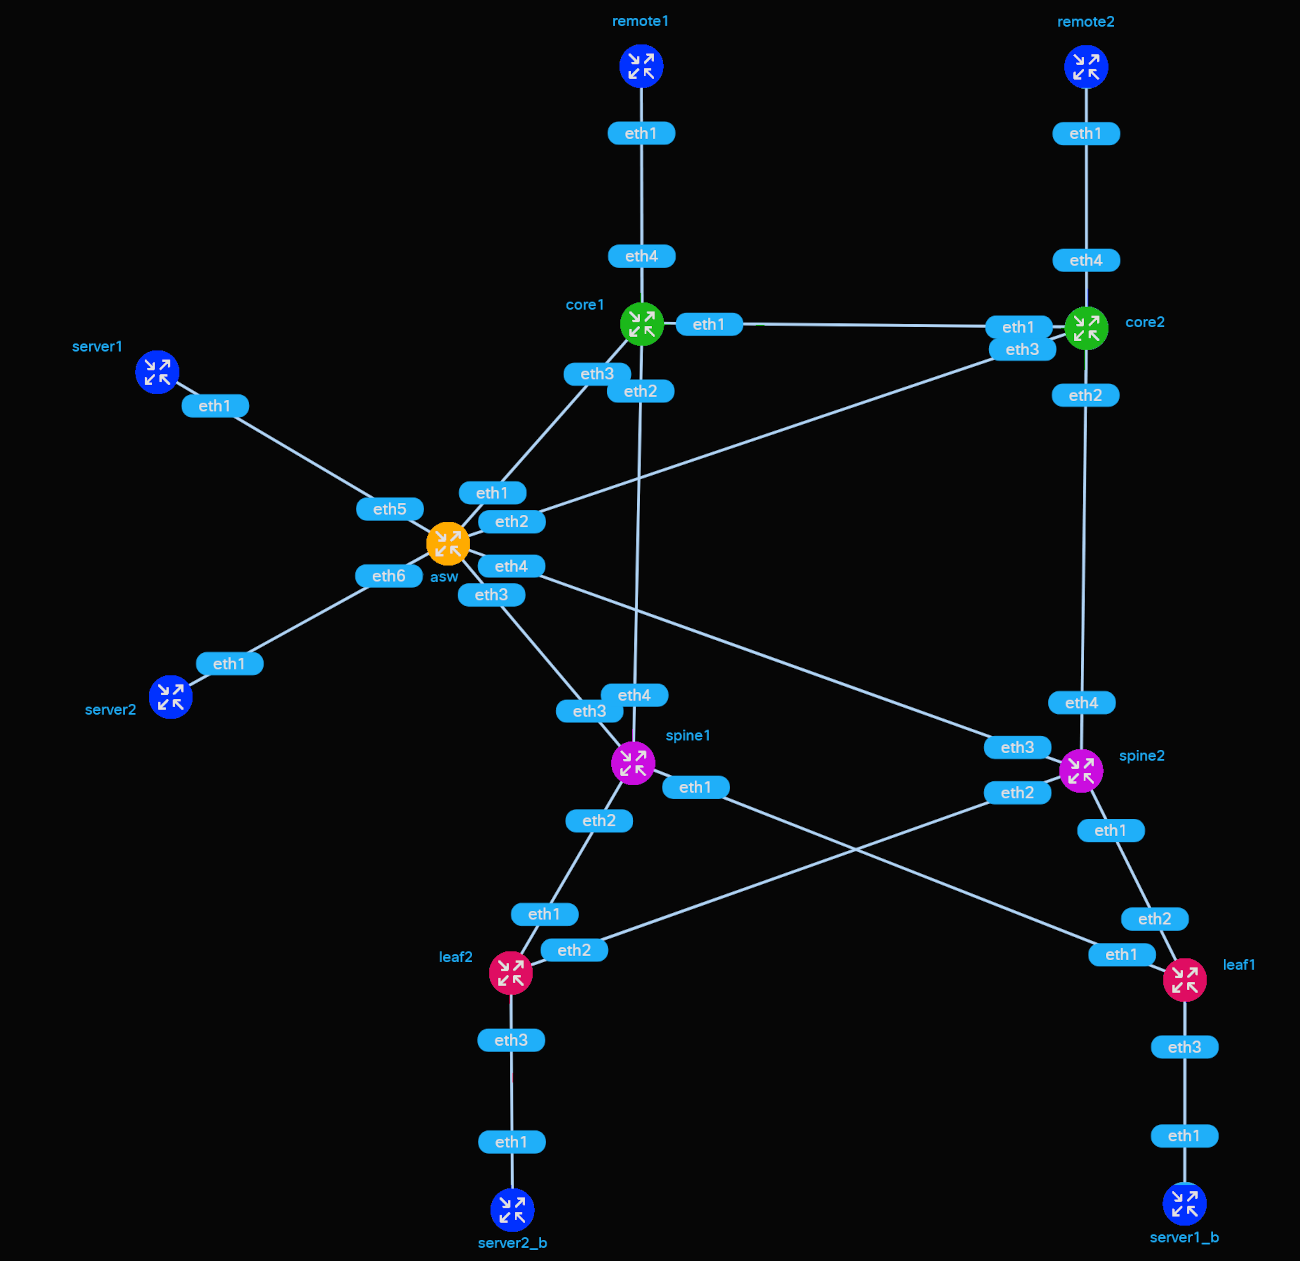 remote1
remote2
eth1
eth1
eth4
eth4
core1
eth1
eth1
core2
server1
eth3
eth3
eth2
eth2
eth1
eth1
eth5
eth2
eth4
eth6
asw
eth3
eth1
server2
eth4
eth4
eth3
spine1
eth3
spine2
eth1
eth2
eth2
eth1
eth1
eth2
eth2
eth1
leaf2
leaf1
eth3
eth3
eth1
eth1
server2_b
server1_b